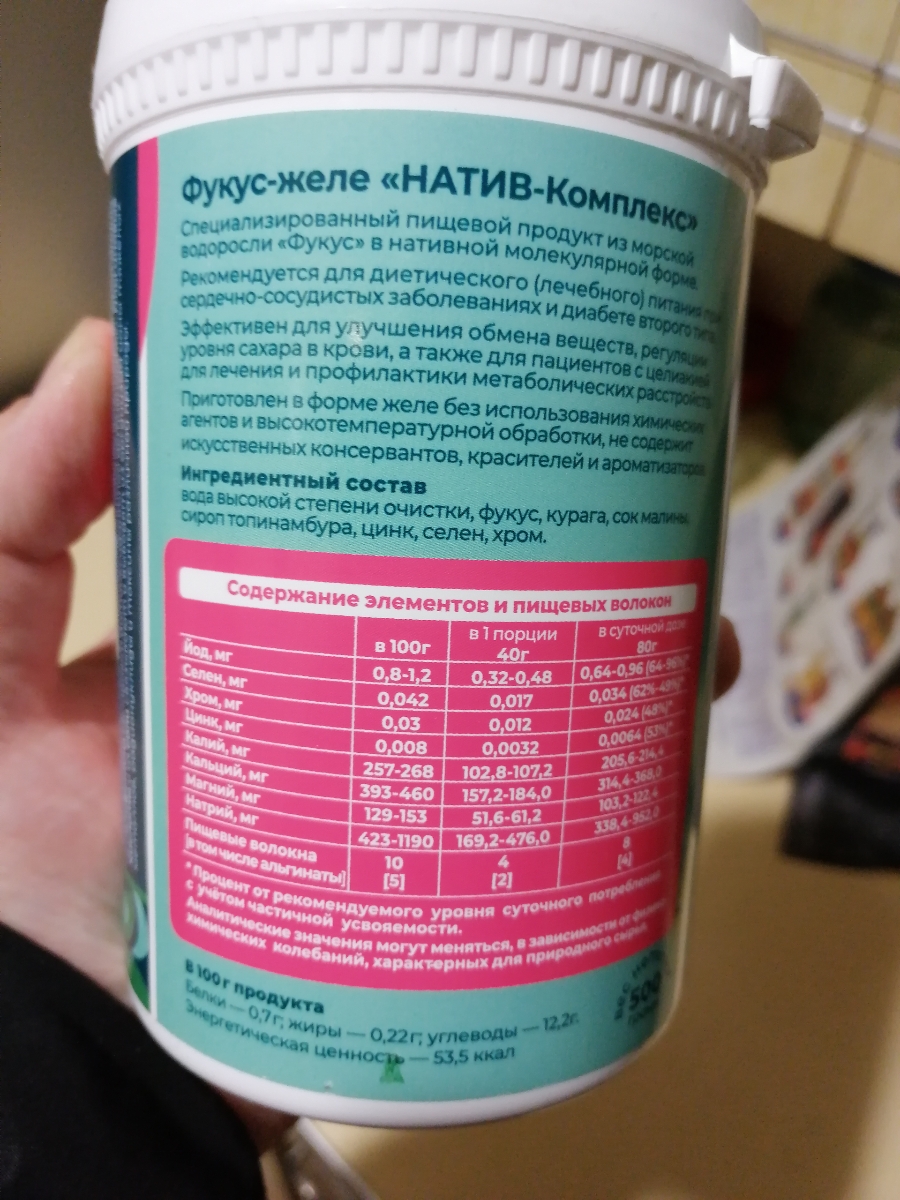 Фукус-желе «НАТИВ-Комплекс»
Специализированный пищевой продукт из морской
водоросли «Фукус» в нативной молекулярной форме.
Рекомендуется для диетического (лечебного) питания
сердечно-сосудистых заболеваниях и диабете второго типа.
Эффективен для улучшения обмена веществ, регуляции
уровня сахара в крови, а также для пациентов с целиакией
для лечения и профилактики метаболических расстройств.
Приготовлен в форме желе без использования химических
агентов и высокотемпературной обработки, не содержит
искусственных консервантов, красителей и ароматизаторов.
Ингредиентный состав
вода высокой степени очистки, фукус, курага, сок малины,
сироп топинамбура, цинк, селен, хром.
Содержание элементов и пищевых волокон
в 100г в 1 порции 40г в суточной дозе 80г
Йод, мг 0,8-1,2 0,32-0,48 0,64-0,96 (64-96%)*
Селен, мг 0,042 0,017 0,034 (62%-49%)*
Хром, мг 0,03 0,012 0,024 (48%)*
Цинк, мг 0,008 0,0032 0,0064 (53%)*
Калий, мг 257-268 102,8-107,2 205,6-214,4
Кальций, мг 393-460 157,2-184,0 314,4-368,0
Магний, мг 129-153 51,6-61,2 103,2-122,4
Натрий, мг 423-1190 169,2-476,0 338,4-952,0
Пищевые волокна 10 4 8
[в том числе альгинаты] [5] [2] [4]
* Процент от рекомендуемого уровня суточного потребления
с учётом частичной усвояемости.
Аналитические значения могут меняться, в зависимости от
химических колебаний, характерных для природного сырья.
В 100 г продукта
Белки — 0,7 г; жиры — 0,22 г; углеводы — 12,2г.
Энергетическая ценность — 53,5 ккал
500